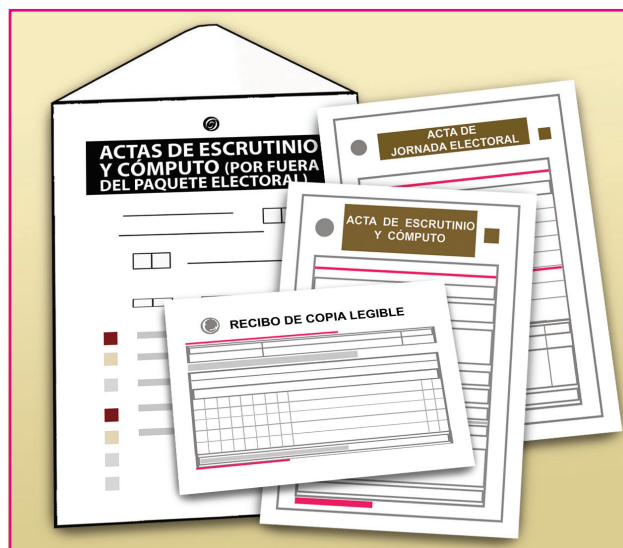 ACTAS DE ESCRUTINIO
Y CÓMPUTO (POR FUERA
DEL PAQUETE ELECTORAL)
ACTA DE
JORNADA ELECTORAL
ACTA DE ESCRUTINIO
Y CÓMPUTO
RECIBO DE COPIA LEGIBLE